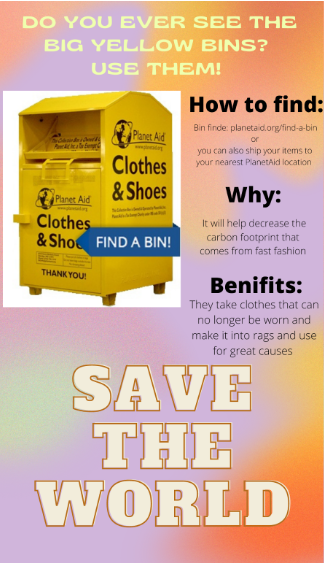 DO YOU EVER SEE THE
BIG YELLOW BINS?
USE THEM!
Planet Aid
www.planetaid.org
Clothes
& Shoes
Planet Aid
Clothes
& Shoe
THANK YOU!
FIND A BIN!
How to find:
Bin finde: planetaid.org/find-a-bin
or
you can also ship your items to
your nearest PlanetAid location
Why:
It will help decrease the
carbon footprint that
comes from fast fashion
Benifits:
They take clothes that can
no longer be worn and
make it into rags and use
for great causes
SAVE
THE
WORLD